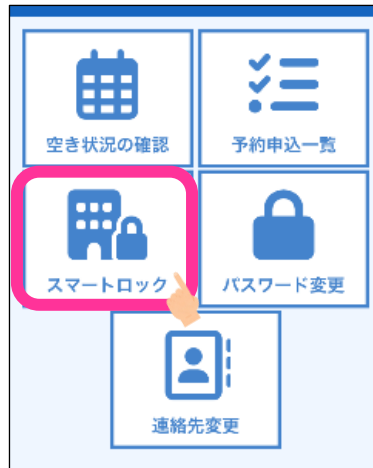 空き状況の確認
予約申込一覧
スマートロック
パスワード変更
連絡先変更